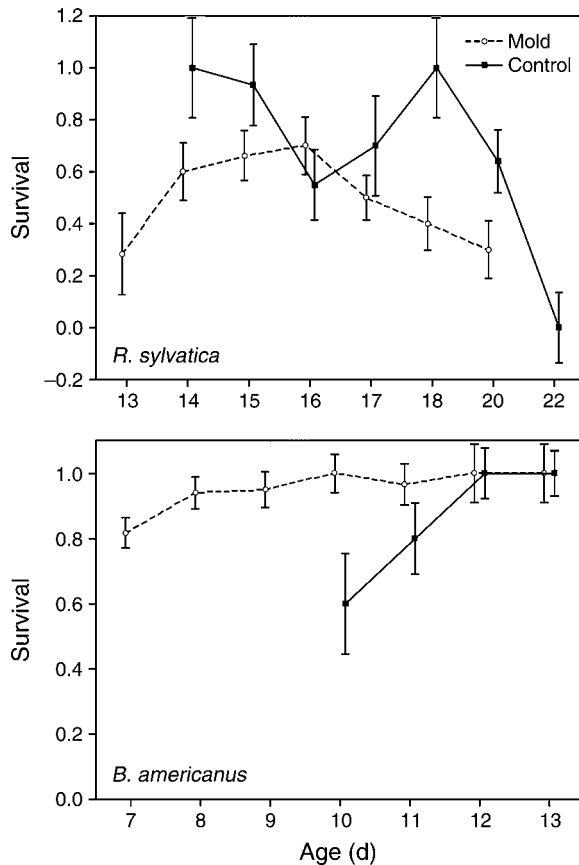 1.2
1.0
0.8
0.6
0.4
0.2
0.0
−0.2
Survival
Mold
Control
R. sylvatica
13 14 15 16 17 18 20 22
1.0
0.8
0.6
0.4
0.2
0.0
Survival
B. americanus
7 8 9 10 11 12 13
Age (d)